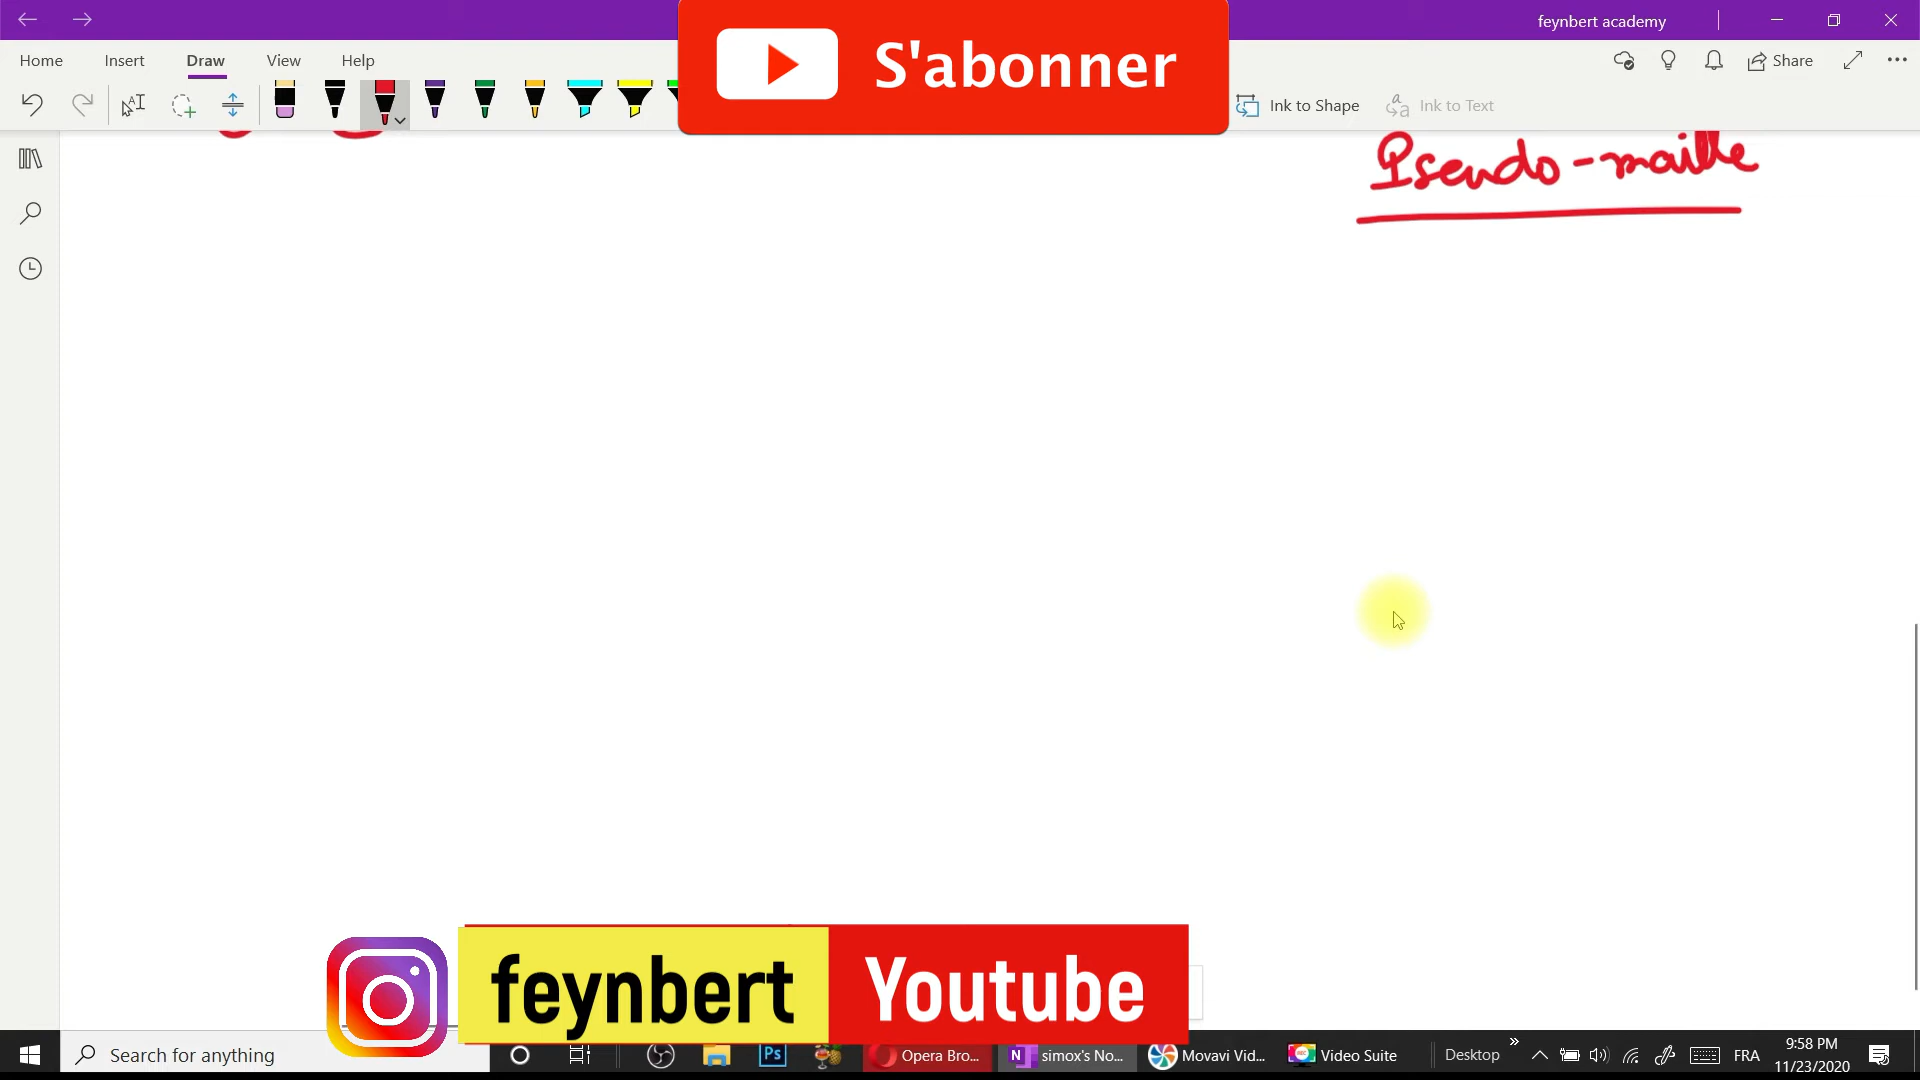 feynbert academy
S'abonner
Home Insert Draw View Help
Share
Ink to Shape Ink to Text
Pseudo-maille
feynbert Youtube
Search for anything
Ps
Opera Bro...
N simox's No...
Movavi Vid...
Video Suite
Desktop
FRA
9:58 PM
11/23/2020